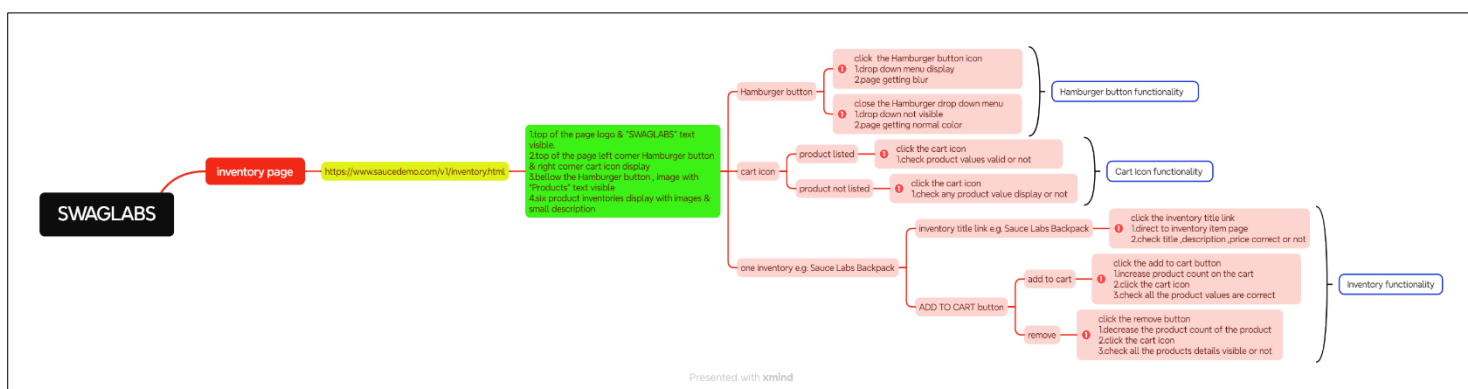 SWAGLABS
inventory page
https://www.saucedemo.com/v1/inventory.html
1.top of the page logo & "SWAGLABS" text
visible.
2.top of the page left corner Hamburger button
& right corner cart icon display
3.bellow the Hamburger button , image with
"Products" text visible
4.six product inventories display with images &
small description
Hamburger button
1
click the Hamburger button icon
1.drop down menu display
2.page getting blur
1
close the Hamburger drop down menu
1.drop down not visible
2.page getting normal color
Hamburger button functionality
cart icon
product listed
1
click the cart icon
1.check product values valid or not
product not listed
1
click the cart icon
1.check any product value display or not
Cart icon functionality
one inventory e.g: Sauce Labs Backpack
inventory title link e.g. Sauce Labs Backpack
1
click the inventory title link
1.direct to inventory item page
2.check title ,description ,price correct or not
ADD TO CART button
add to cart
1
click the add to cart button
1.increase product count on the cart
2.click the cart icon
3.check all the product values are correct
remove
1
click the remove button
1.decrease the product count of the product
2.click the cart icon
3.check all the products details visible or not
Inventory functionality
Presented with xmind